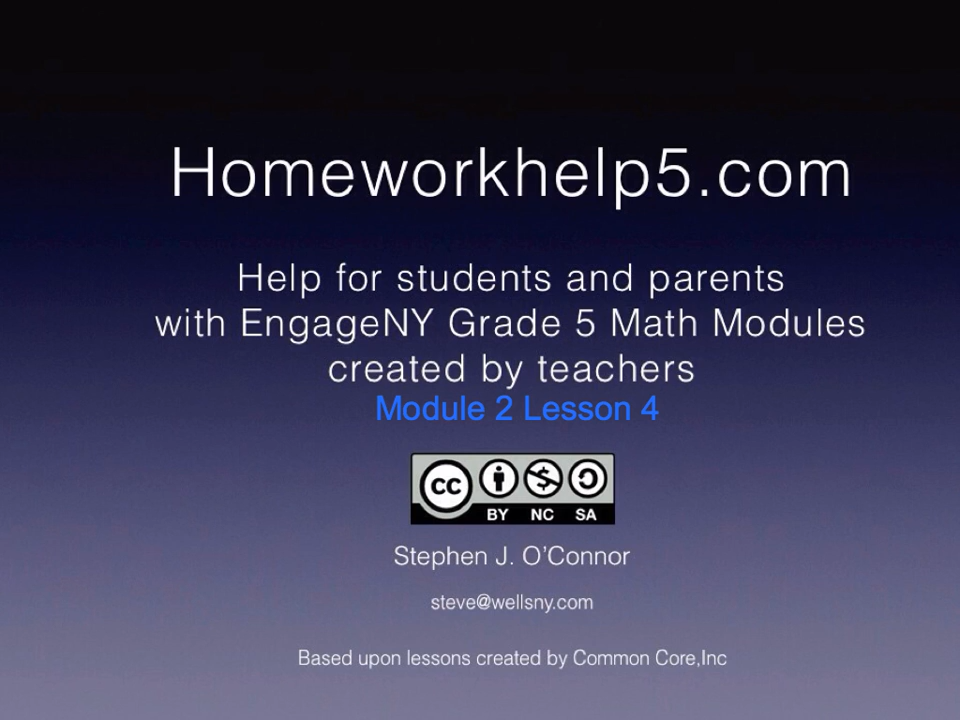 Homeworkhelp5.com
Help for students and parents
with EngageNY Grade 5 Math Modules
created by teachers
Module 2 Lesson 4
cc
BY NC SA
Stephen J. O'Connor
steve@wellsny.com
Based upon lessons created by Common Core,Inc